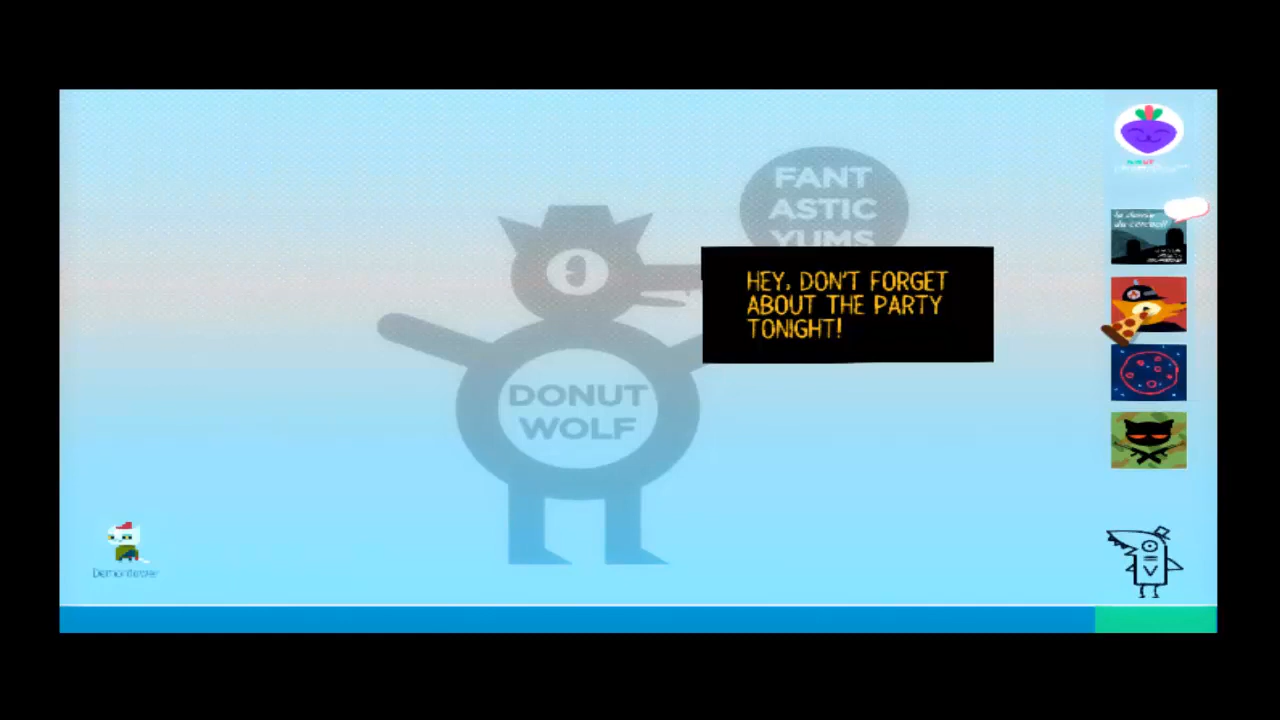 FANT
ASTIC
YUMS
HEY, DON'T FORGET
ABOUT THE PARTY
TONIGHT!
DONUT
WOLF
Demontower